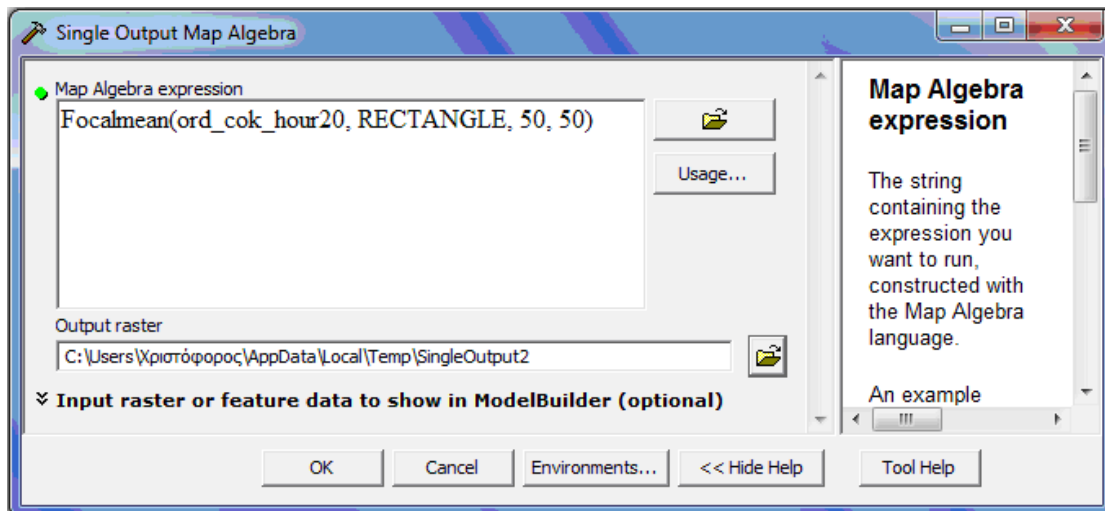 Single Output Map Algebra
Map Algebra expression
Focalmean(ord_cok_hour20, RECTANGLE, 50, 50)
Usage...
Output raster
C:\Users\Χριστόφορος\AppData\Local\Temp\SingleOutput2
Input raster or feature data to show in ModelBuilder (optional)
Map Algebra
expression
The string
containing the
expression you
want to run,
constructed with
the Map Algebra
language.
An example
OK
Cancel
Environments...
<< Hide Help
Tool Help